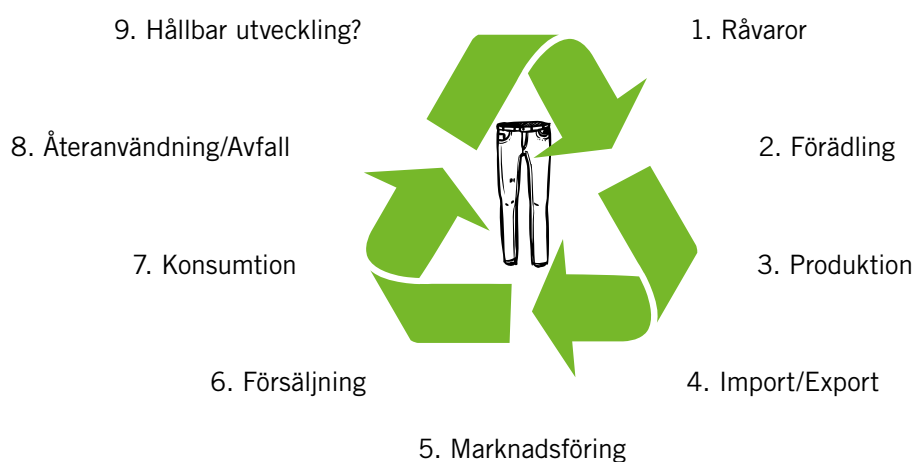 1. Råvaror
2. Förädling
3. Produktion
4. Import/Export
5. Marknadsföring
6. Försäljning
7. Konsumtion
8. Återanvändning/Avfall
9. Hållbar utveckling?